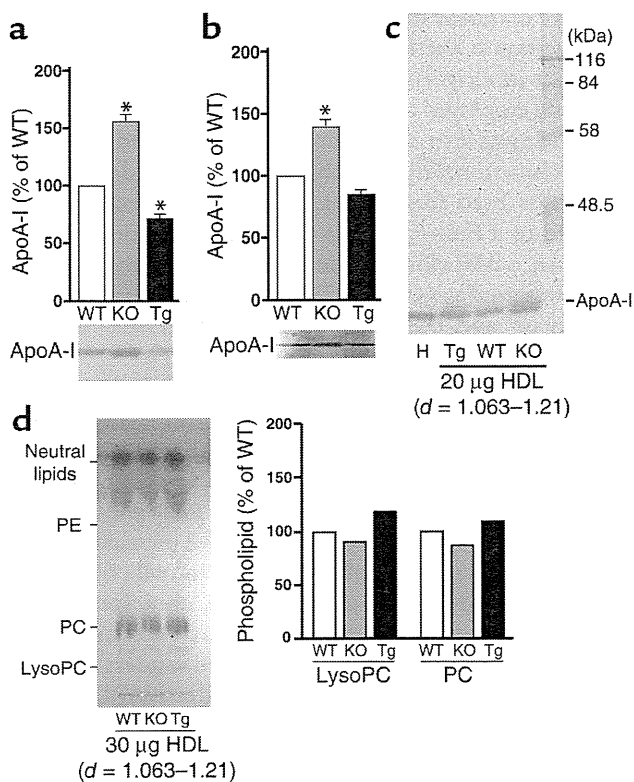 a
200
150
100
50
0
ApoA-I (% of WT)
*
*
WT KO Tg
ApoA-I
b
200
150
100
50
0
ApoA-I (% of WT)
*
WT KO Tg
ApoA-I
c
(kDa)
116
84
58
48.5
ApoA-I
H Tg WT KO
20 µg HDL
(d = 1.063–1.21)
d
Neutral
lipids
PE
PC
LysoPC
WT KO Tg
30 µg HDL
(d = 1.063–1.21)
200
150
100
50
0
Phospholipid (% of WT)
WT KO Tg WT KO Tg
LysoPC PC